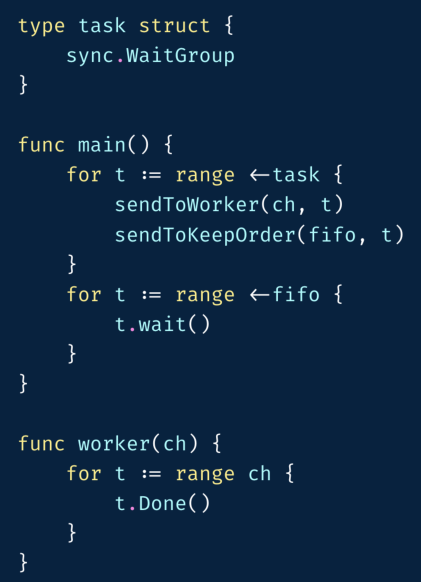 type task struct {
    sync.WaitGroup
}

func main() {
    for t := range <-task {
        sendToWorker(ch, t)
        sendToKeepOrder(fifo, t)
    }
    for t := range <-fifo {
        t.wait()
    }
}

func worker(ch) {
    for t := range ch {
        t.Done()
    }
}